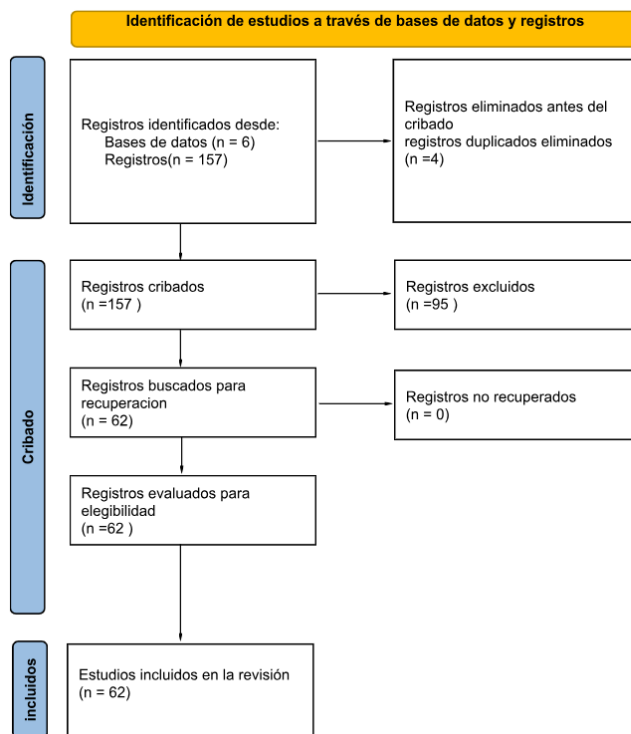 Identificación de estudios a través de bases de datos y registros
Identificación
Registros identificados desde:
Bases de datos (n = 6)
Registros(n = 157)
Registros eliminados antes del
cribado
registros duplicados eliminados
(n =4)
Cribado
Registros cribados
(n =157 )
Registros excluidos
(n =95 )
Registros buscados para
recuperacion
(n = 62)
Registros no recuperados
(n = 0)
Registros evaluados para
elegibilidad
(n =62 )
incluidos
Estudios incluidos en la revisión
(n = 62)